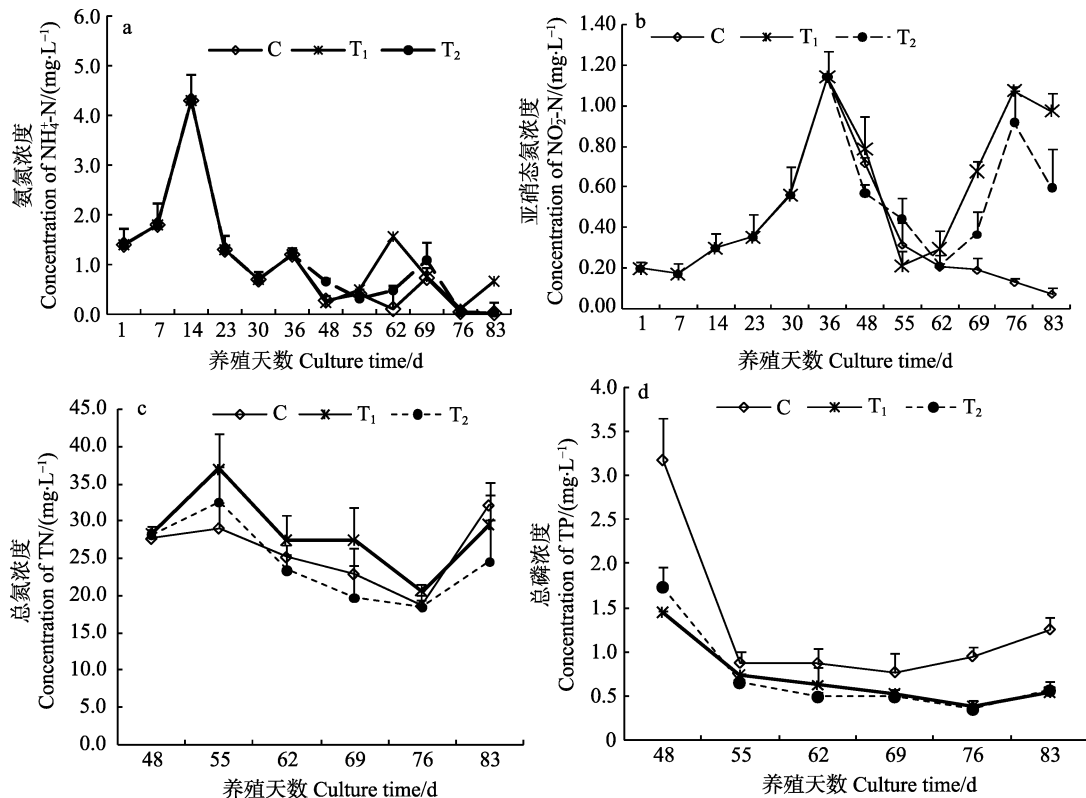 a
C T₁ T₂
氨氮浓度
Concentration of NH₄⁺-N/(mg·L⁻¹)
6.0
5.0
4.0
3.0
2.0
1.0
0.0
1 7 14 23 30 36 48 55 62 69 76 83
养殖天数 Culture time/d
b
C T₁ T₂
亚硝态氮浓度
Concentration of NO₂⁻-N/(mg·L⁻¹)
1.40
1.20
1.00
0.80
0.60
0.40
0.20
0.00
1 7 14 23 30 36 48 55 62 69 76 83
养殖天数 Culture time/d
c
C T₁ T₂
总氮浓度
Concentration of TN/(mg·L⁻¹)
45.0
40.0
35.0
30.0
25.0
20.0
15.0
10.0
5.0
0.0
48 55 62 69 76 83
养殖天数 Culture time/d
d
C T₁ T₂
总磷浓度
Concentration of TP/(mg·L⁻¹)
4.0
3.5
3.0
2.5
2.0
1.5
1.0
0.5
0
48 55 62 69 76 83
养殖天数 Culture time/d